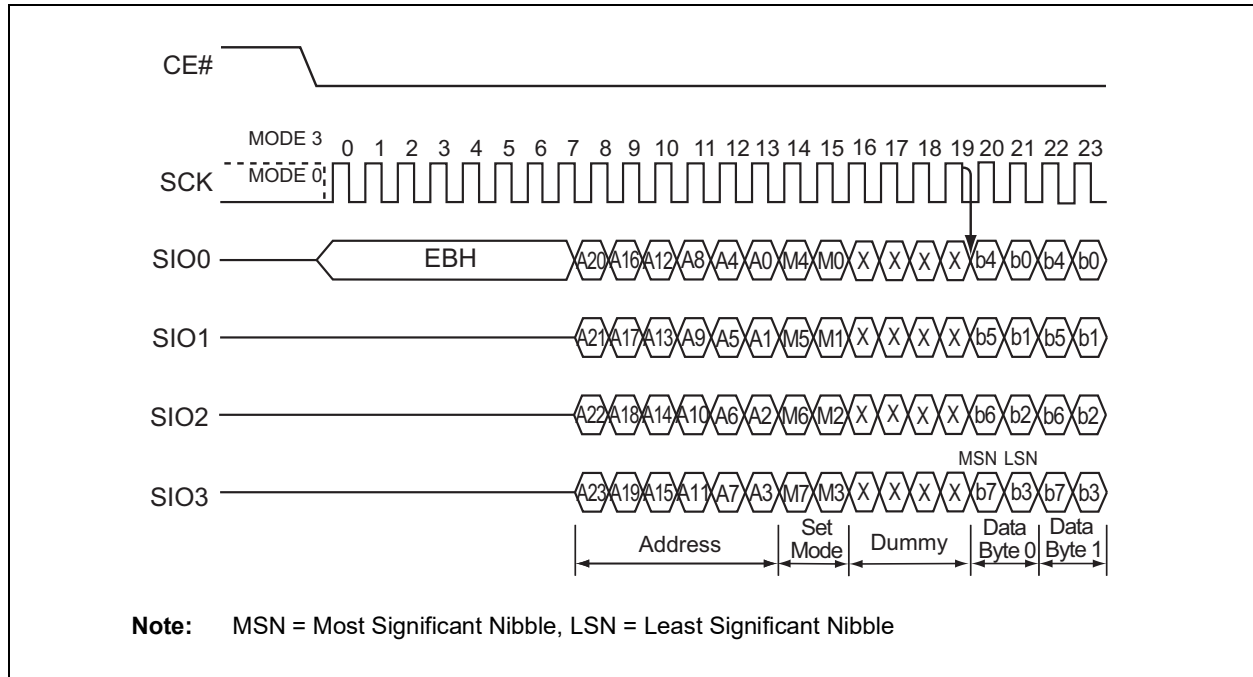 CE#
MODE 3
0 1 2 3 4 5 6 7 8 9 10 11 12 13 14 15 16 17 18 19 20 21 22 23
SCK
MODE 0
SIO0 EBH A20 A16 A12 A8 A4 A0 M4 M0 X X X X b4 b0 b4 b0
SIO1 A21 A17 A13 A9 A5 A1 M5 M1 X X X X b5 b1 b5 b1
SIO2 A22 A18 A14 A10 A6 A2 M6 M2 X X X X b6 b2 b6 b2
MSN LSN
SIO3 A23 A19 A15 A11 A7 A3 M7 M3 X X X X b7 b3 b7 b3
Address
Set
Mode
Dummy
Data
Byte 0
Data
Byte 1
Note: MSN = Most Significant Nibble, LSN = Least Significant Nibble